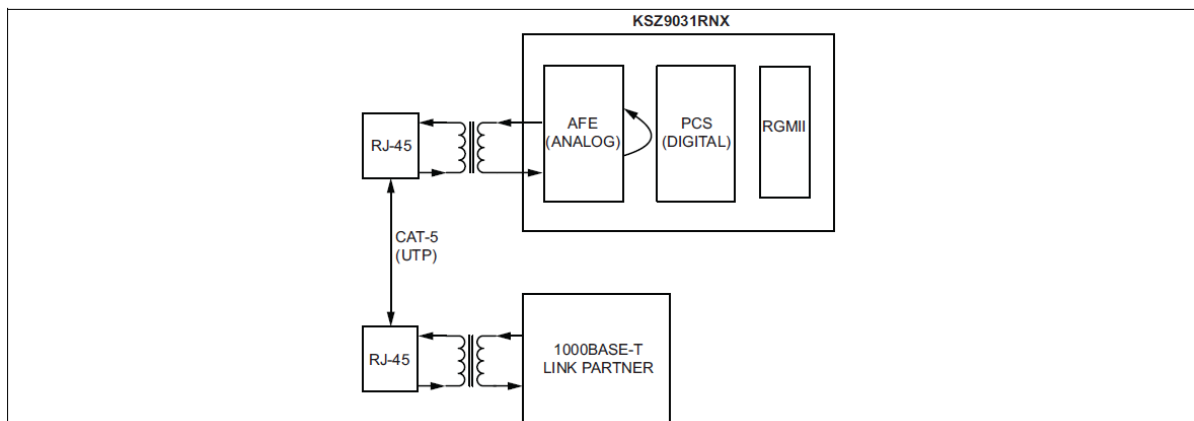 KSZ9031RNX
AFE
(ANALOG)
PCS
(DIGITAL)
RGMII
RJ-45
CAT-5
(UTP)
RJ-45
1000BASE-T
LINK PARTNER